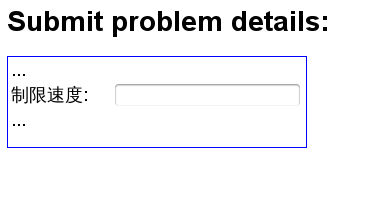 Submit problem details:
...
制限速度:
...